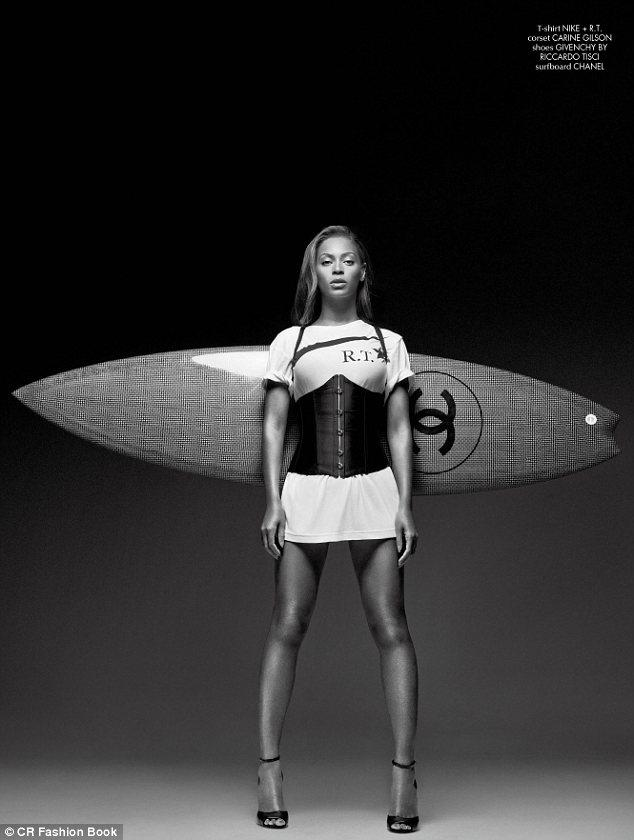 T-shirt NIKE + R.T.
corset CARINE GILSON
shoes GIVENCHY BY
RICCARDO TISCI
surfboard CHANEL
R.T.
© CR Fashion Book